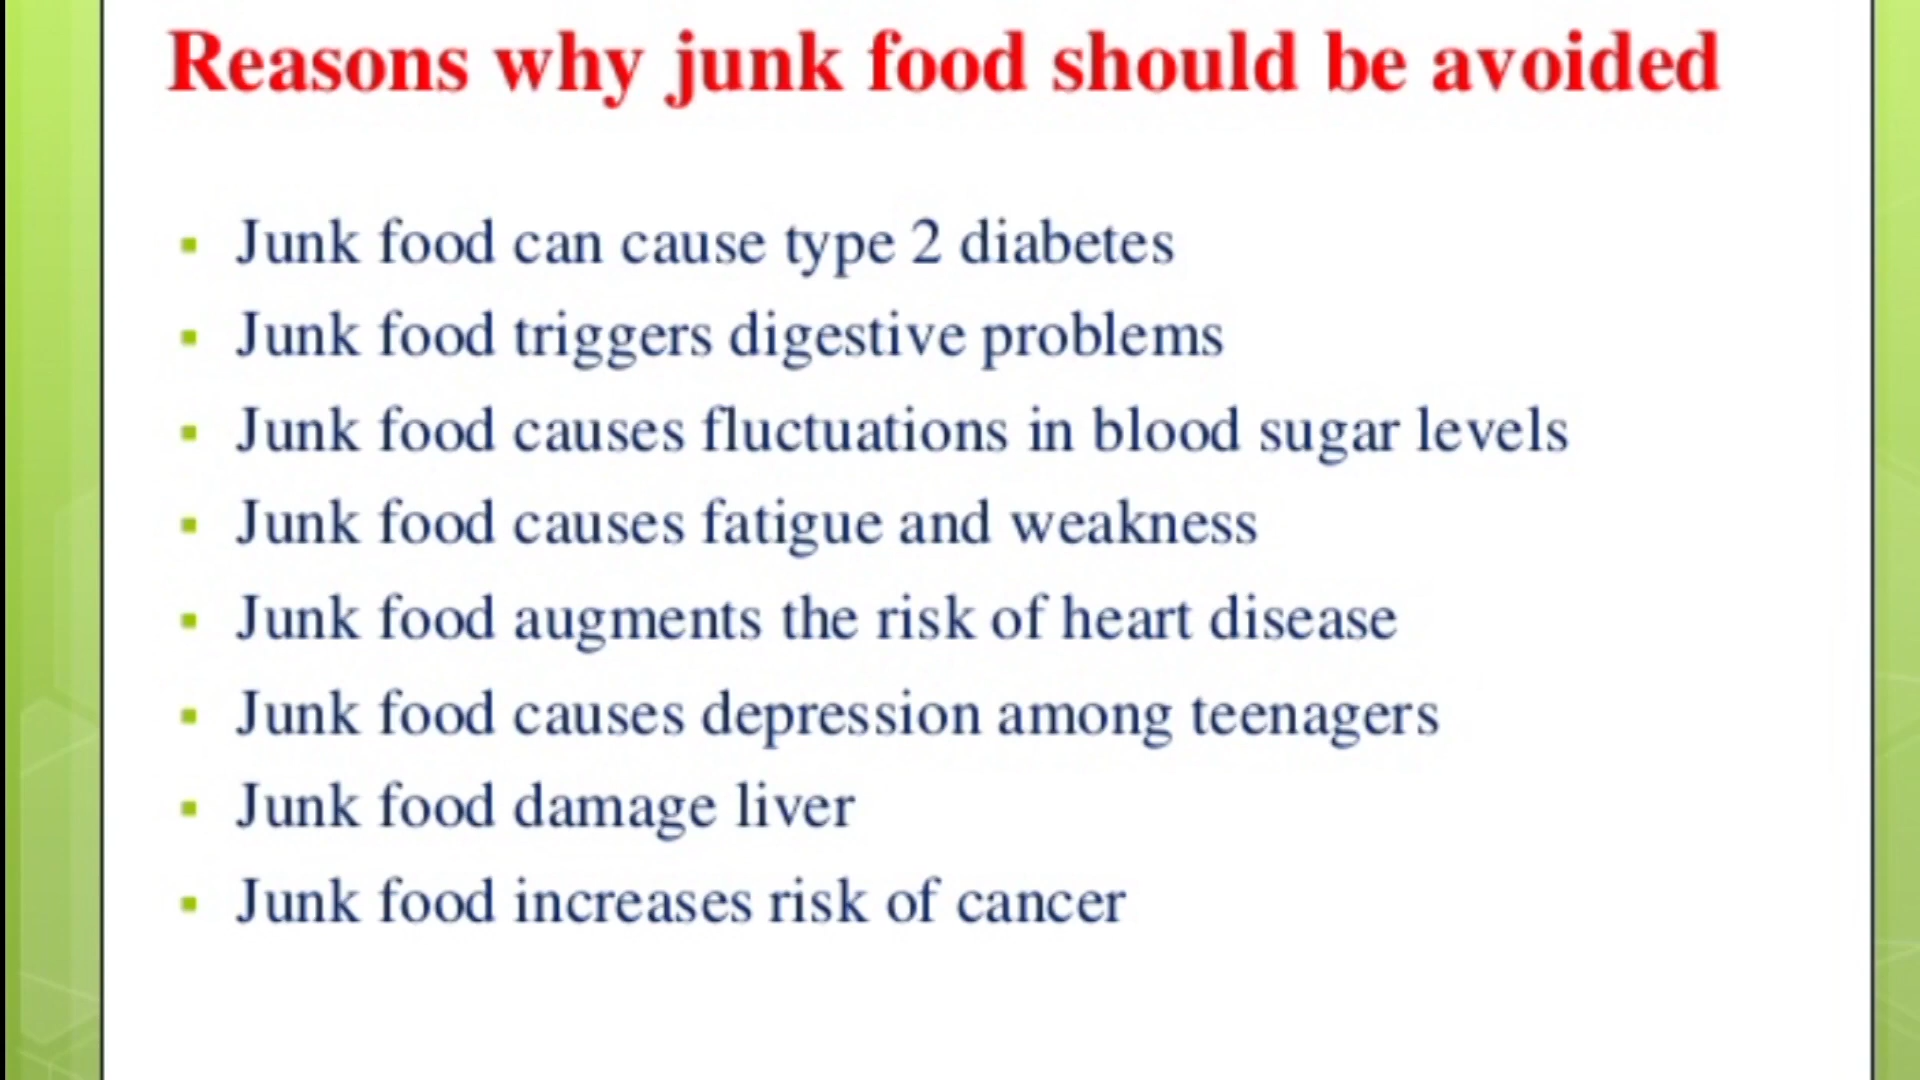 Reasons why junk food should be avoided
Junk food can cause type 2 diabetes
Junk food triggers digestive problems
Junk food causes fluctuations in blood sugar levels
Junk food causes fatigue and weakness
Junk food augments the risk of heart disease
Junk food causes depression among teenagers
Junk food damage liver
Junk food increases risk of cancer